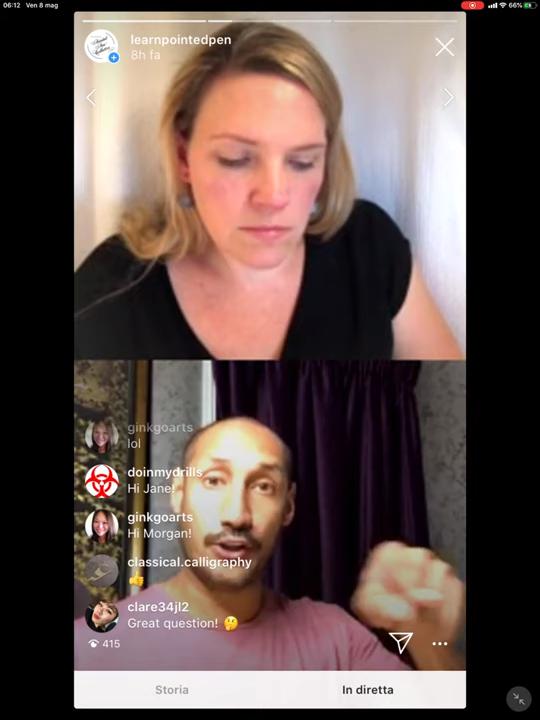 06:12 Ven 8 mag
66%
learnpointedpen
8h fa
ginkgoarts
lol
doinmydrills
Hi Jane!
ginkgoarts
Hi Morgan!
classical.calligraphy
👍
clare34jl2
Great question! 🤔
415
Storia
In diretta